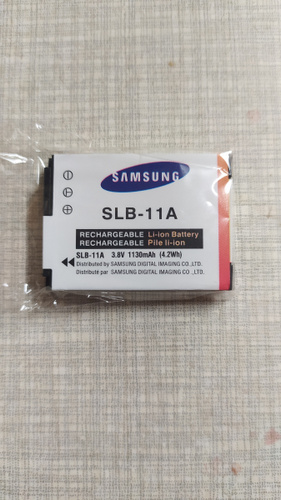 SAMSUNG
SLB-11A
RECHARGEABLE Li-ion Battery
RECHARGEABLE Pile li-ion
SLB-11A 3.8V 1130mAh (4.2Wh)
Distributed by : SAMSUNG DIGITAL IMAGING CO.,LTD.
Distribué par : SAMSUNG DIGITAL IMAGING CO.,LTD.